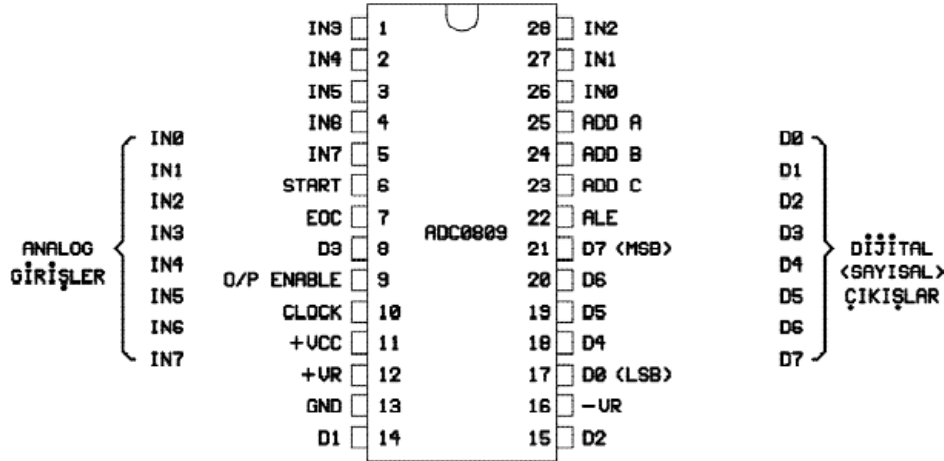 IN3 1 28 IN2
IN4 2 27 IN1
IN5 3 26 IN0
IN6 4 25 ADD A
IN7 5 24 ADD B
START 6 23 ADD C
EOC 7 22 ALE
D3 8 21 D7 (MSB)
O/P ENABLE 9 20 D6
CLOCK 10 19 D5
+VCC 11 18 D4
+VR 12 17 D0 (LSB)
GND 13 16 -VR
D1 14 15 D2
ADC0809
ANALOG
GİRİŞLER
IN0
IN1
IN2
IN3
IN4
IN5
IN6
IN7
D0
D1
D2
D3
D4
D5
D6
D7
DİJİTAL
(SAYISAL)
ÇIKIŞLAR